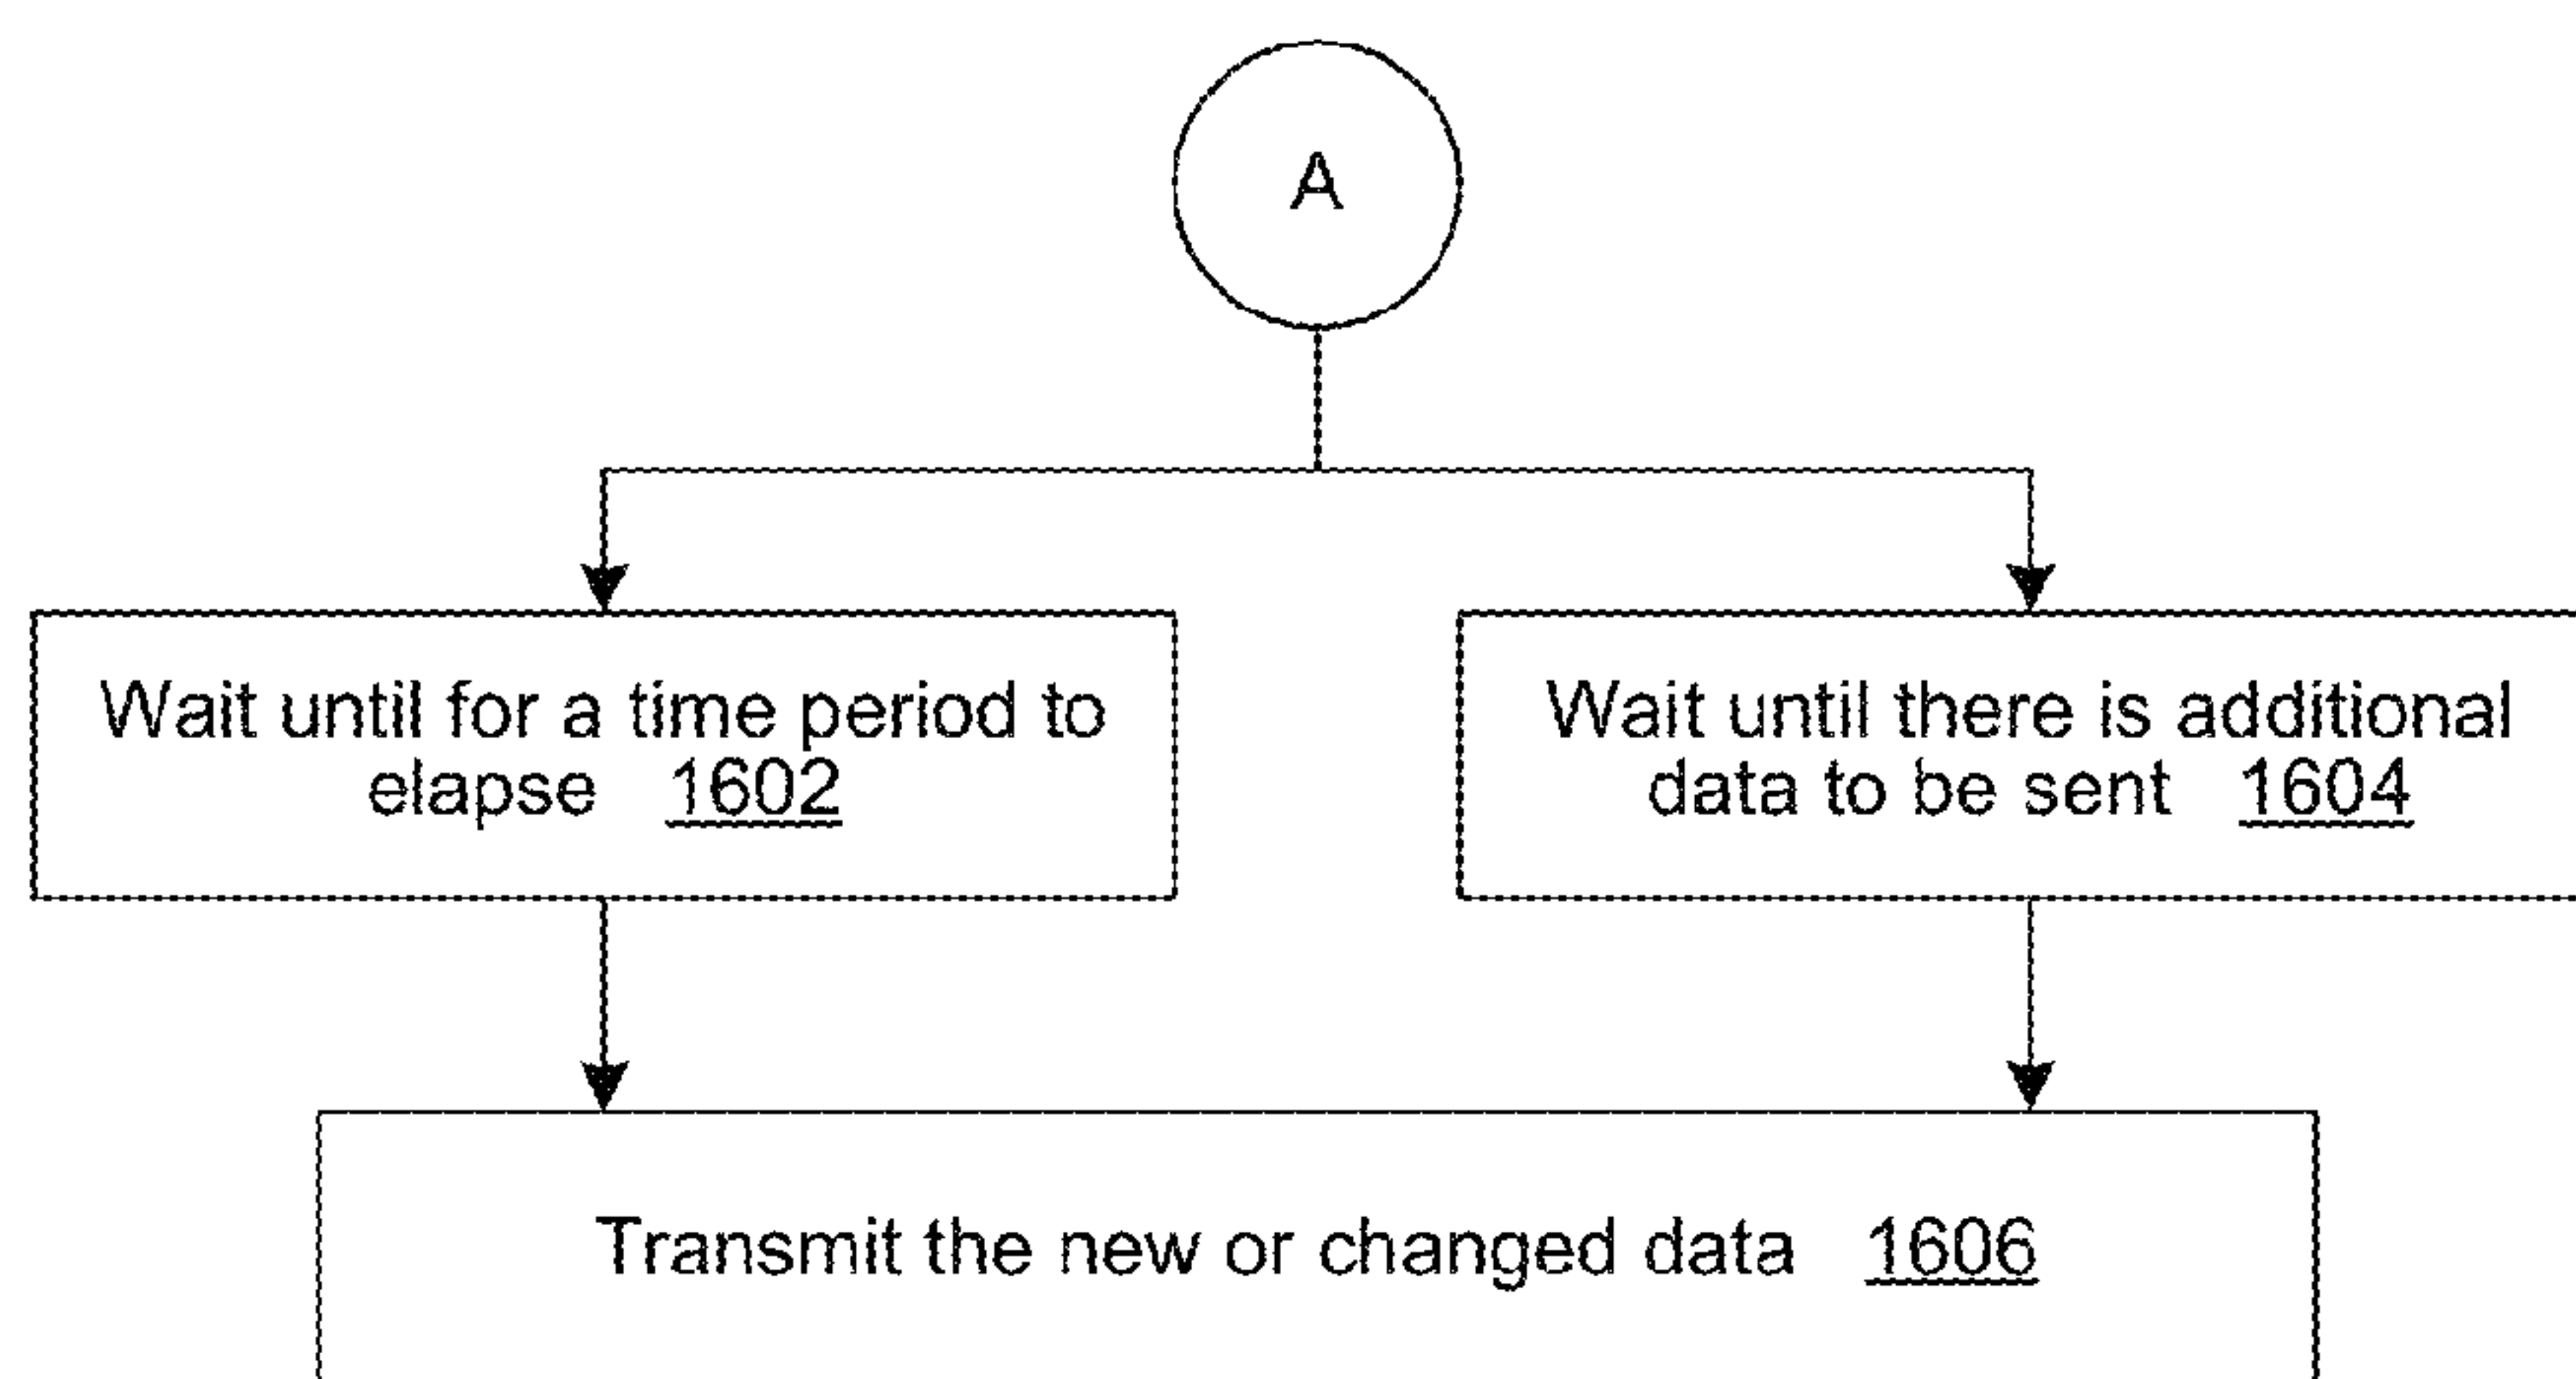 A
Wait until for a time period to
elapse 1602
Wait until there is additional
data to be sent 1604
Transmit the new or changed data 1606